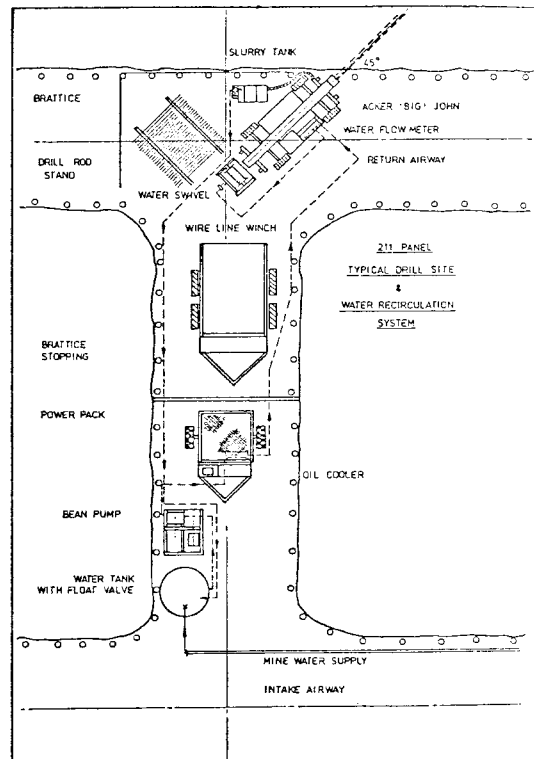 SLURRY TANK
45°
BRATTICE
ACKER 'BIG' JOHN
WATER FLOW METER
DRILL ROD
STAND
RETURN AIRWAY
WATER SWIVEL
WIRE LINE WINCH
211 PANEL
TYPICAL DRILL SITE
&
WATER RECIRCULATION
SYSTEM
BRATTICE
STOPPING
POWER PACK
OIL COOLER
BEAN PUMP
WATER TANK
WITH FLOAT VALVE
MINE WATER SUPPLY
INTAKE AIRWAY